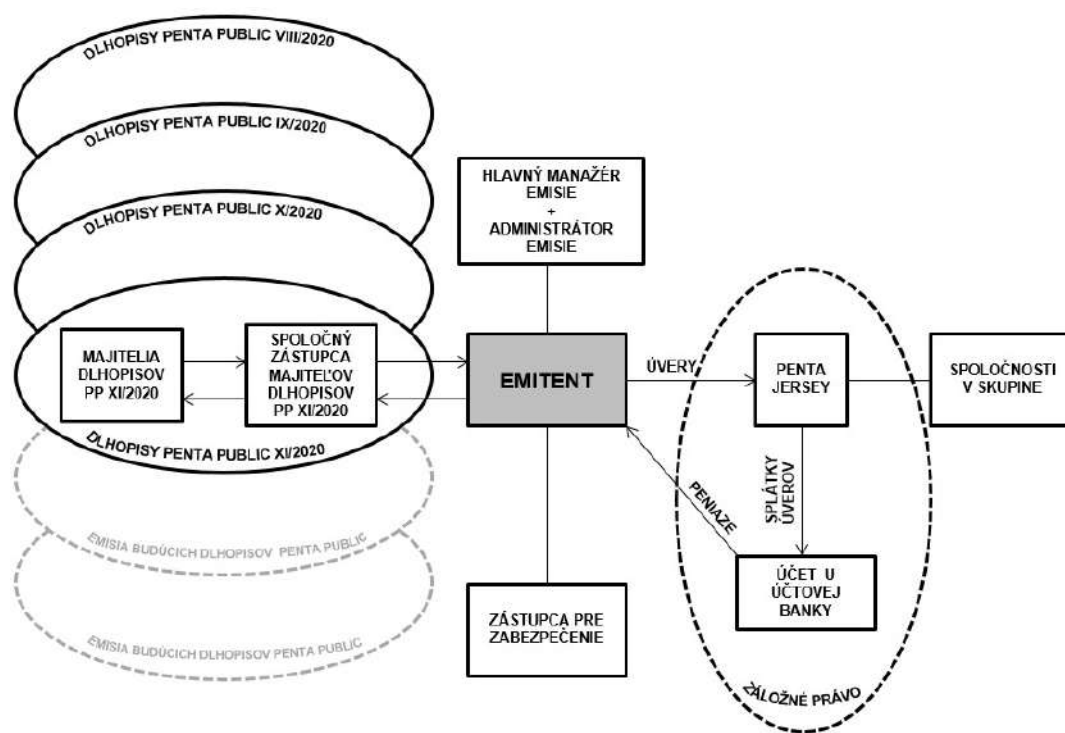 DLHOPISY PENTA PUBLIC VIII/2020
DLHOPISY PENTA PUBLIC IX/2020
DLHOPISY PENTA PUBLIC X/2020
HLAVNÝ MANAŽÉR
EMISIE
+
ADMINISTRÁTOR
EMISIE
MAJITELIA
DLHOPISOV
PP XI/2020
SPOLOČNÝ
ZÁSTUPCA
MAJITEĽOV
DLHOPISOV
PP XI/2020
EMITENT
ÚVERY
PENTA
JERSEY
SPOLOČNOSTI
V SKUPINE
DLHOPISY PENTA PUBLIC XI/2020
PENIAZE
SPLÁTKY
ÚVEROV
EMISIA BUDÚCICH DLHOPISOV PENTA PUBLIC
ÚČET U
ÚČTOVEJ
BANKY
ZÁSTUPCA PRE
ZABEZPEČENIE
EMISIA BUDÚCICH DLHOPISOV PENTA PUBLIC
ZÁLOŽNÉ PRÁVO